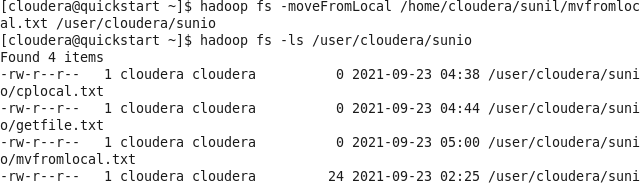 [cloudera@quickstart ~]$ hadoop fs -moveFromLocal /home/cloudera/sunil/mvfromloc
al.txt /user/cloudera/sunio
[cloudera@quickstart ~]$ hadoop fs -ls /user/cloudera/sunio
Found 4 items
-rw-r--r--   1 cloudera cloudera          0 2021-09-23 04:38 /user/cloudera/suni
o/cplocal.txt
-rw-r--r--   1 cloudera cloudera          0 2021-09-23 04:44 /user/cloudera/suni
o/getfile.txt
-rw-r--r--   1 cloudera cloudera          0 2021-09-23 05:00 /user/cloudera/suni
o/mvfromlocal.txt
-rw-r--r--   1 cloudera cloudera         24 2021-09-23 02:25 /user/cloudera/suni